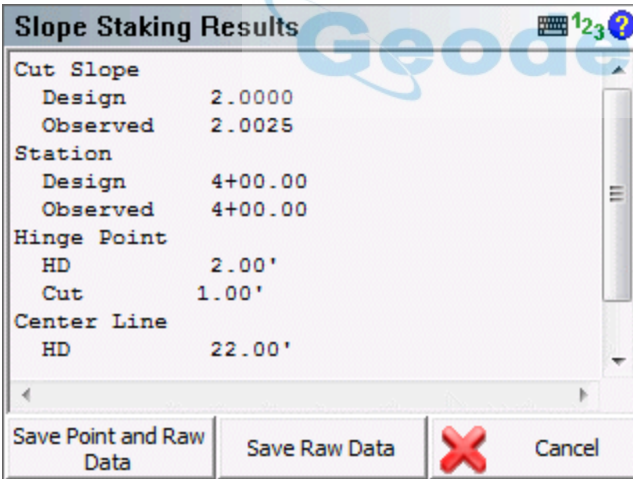 Slope Staking Results
123 ?
Geode
Cut Slope
Design 2.0000
Observed 2.0025
Station
Design 4+00.00
Observed 4+00.00
Hinge Point
HD 2.00'
Cut 1.00'
Center Line
HD 22.00'
Save Point and Raw Data
Save Raw Data
Cancel